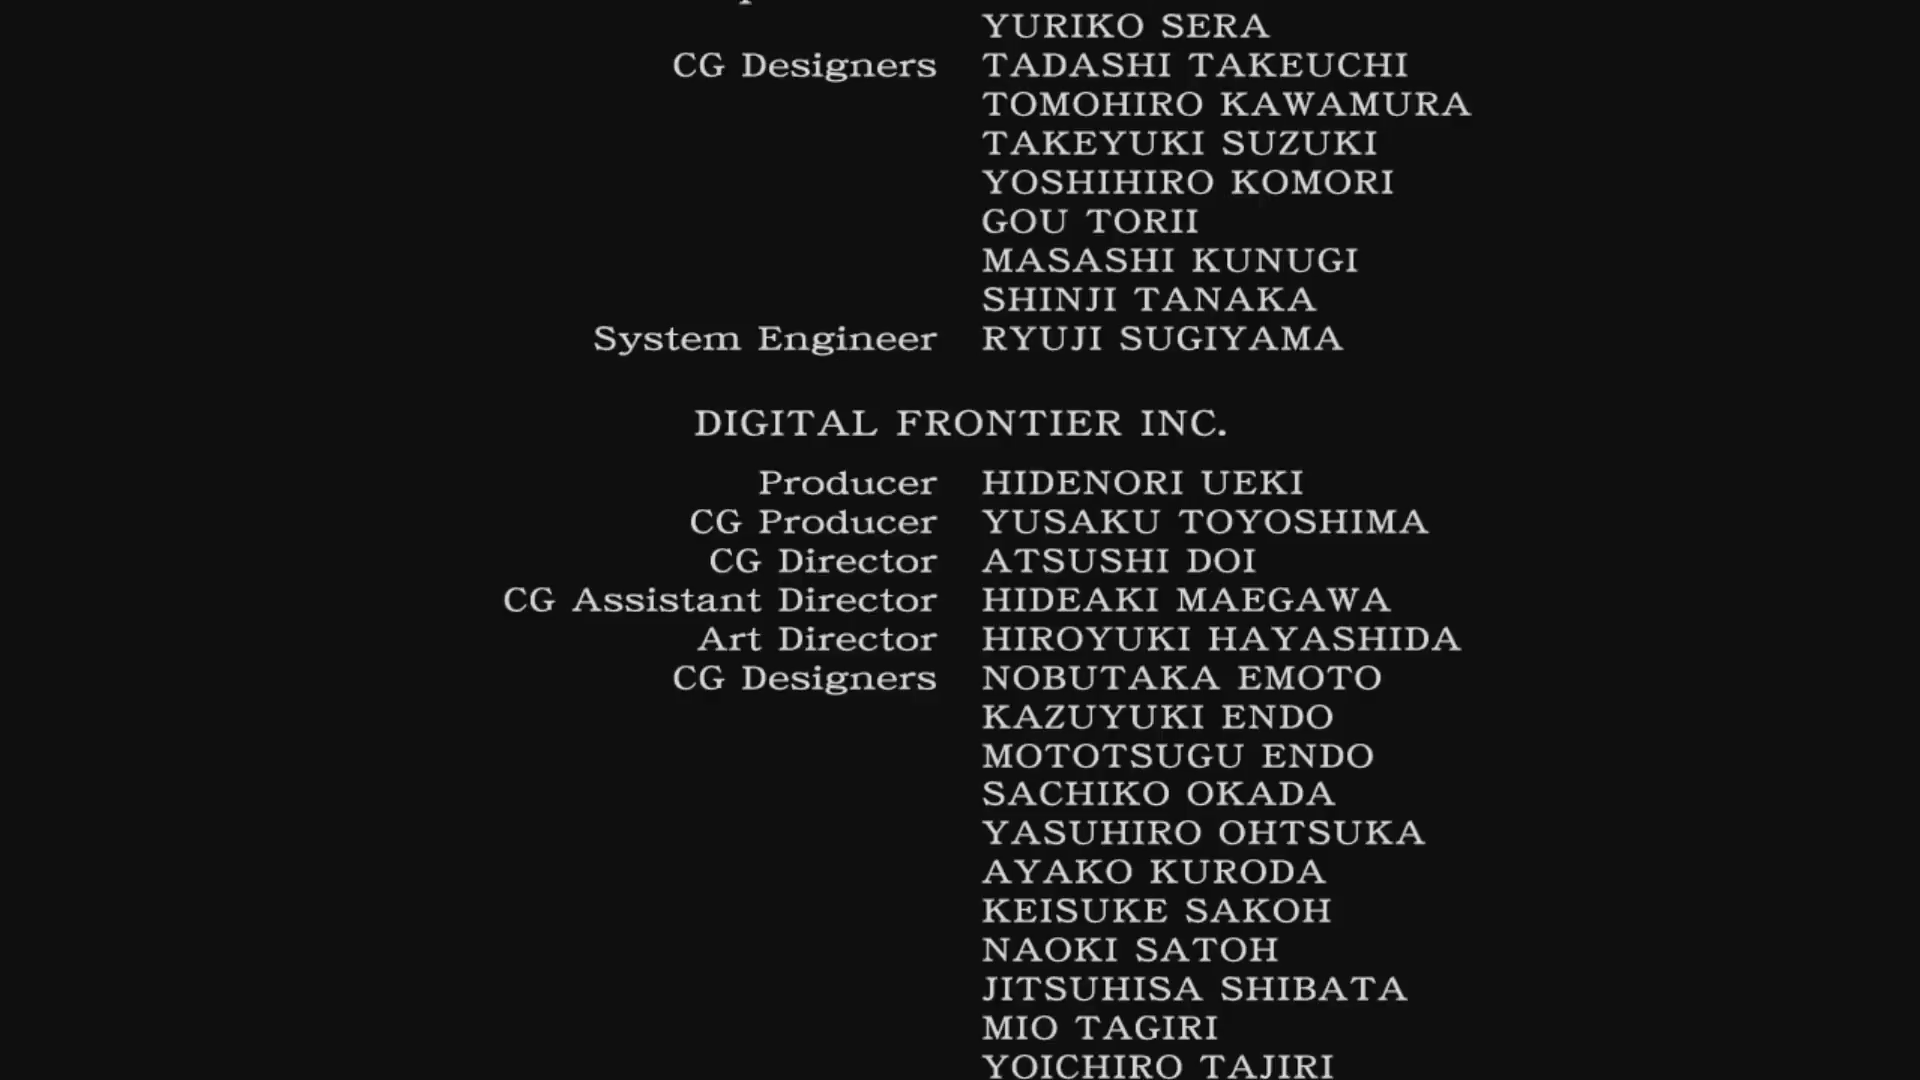 YURIKO SERA
CG Designers TADASHI TAKEUCHI
TOMOHIRO KAWAMURA
TAKEYUKI SUZUKI
YOSHIHIRO KOMORI
GOU TORII
MASASHI KUNUGI
SHINJI TANAKA
System Engineer RYUJI SUGIYAMA
DIGITAL FRONTIER INC.
Producer HIDENORI UEKI
CG Producer YUSAKU TOYOSHIMA
CG Director ATSUSHI DOI
CG Assistant Director HIDEAKI MAEGAWA
Art Director HIROYUKI HAYASHIDA
CG Designers NOBUTAKA EMOTO
KAZUYUKI ENDO
MOTOTSUGU ENDO
SACHIKO OKADA
YASUHIRO OHTSUKA
AYAKO KURODA
KEISUKE SAKOH
NAOKI SATOH
JITSUHISA SHIBATA
MIO TAGIRI
YOICHIRO TAJIRI